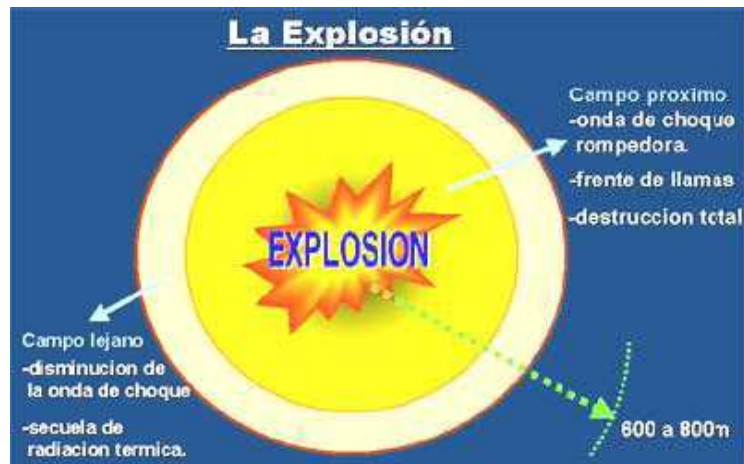 La Explosión
Campo proximo
-onda de choque
rompedora.
-frente de llamas
-destruccion total
EXPLOSION
Campo lejano
-disminucion de
la onda de choque
-secuela de
radiacion termica.
600 a 800m